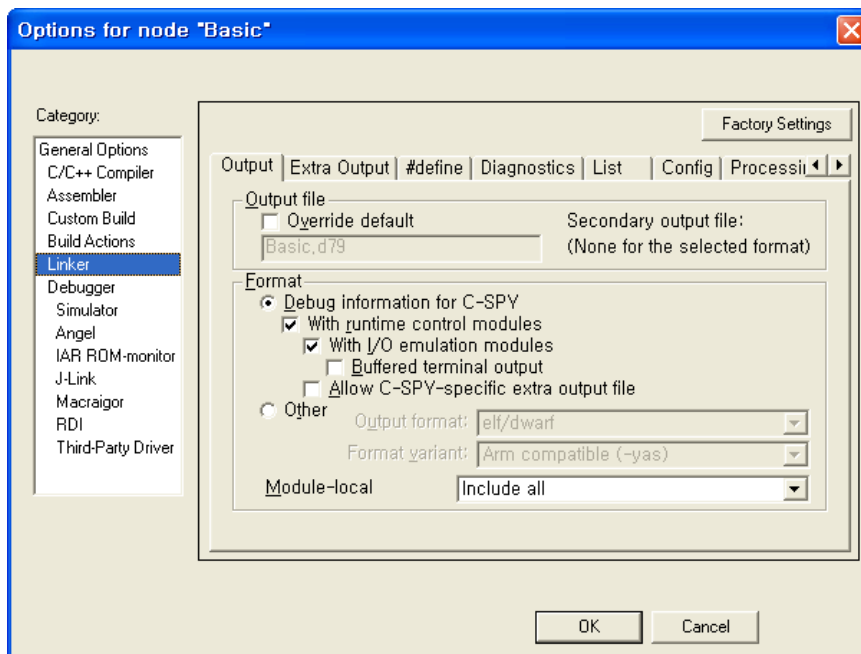 Options for node "Basic"
Category:
General Options
C/C++ Compiler
Assembler
Custom Build
Build Actions
Linker
Debugger
Simulator
Angel
IAR ROM-monitor
J-Link
Macraigor
RDI
Third-Party Driver
Factory Settings
Output Extra Output #define Diagnostics List Config
Output file
Override default
Basic.d79
Secondary output file:
(None for the selected format)
Format
Debug information for C-SPY
With runtime control modules
With I/O emulation modules
Buffered terminal output
Allow C-SPY-specific extra output file
Other
Output format: elf/dwarf
Format variant: Arm compatible (-yas)
Module-local Include all
OK Cancel